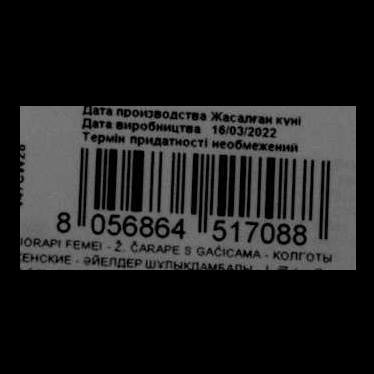 Дата производства Жасалған күні
Дата виробництва 16/03/2022
Термін придатності необмежений
8 056864 517088
CIORAPI FEMEI - Ž. ČARAPE S GAĆICAMA - КОЛГОТЫ
ЖЕНСКИЕ - ӘЙЕЛДЕР ШҰЛЫҚДАМБАЛЫ